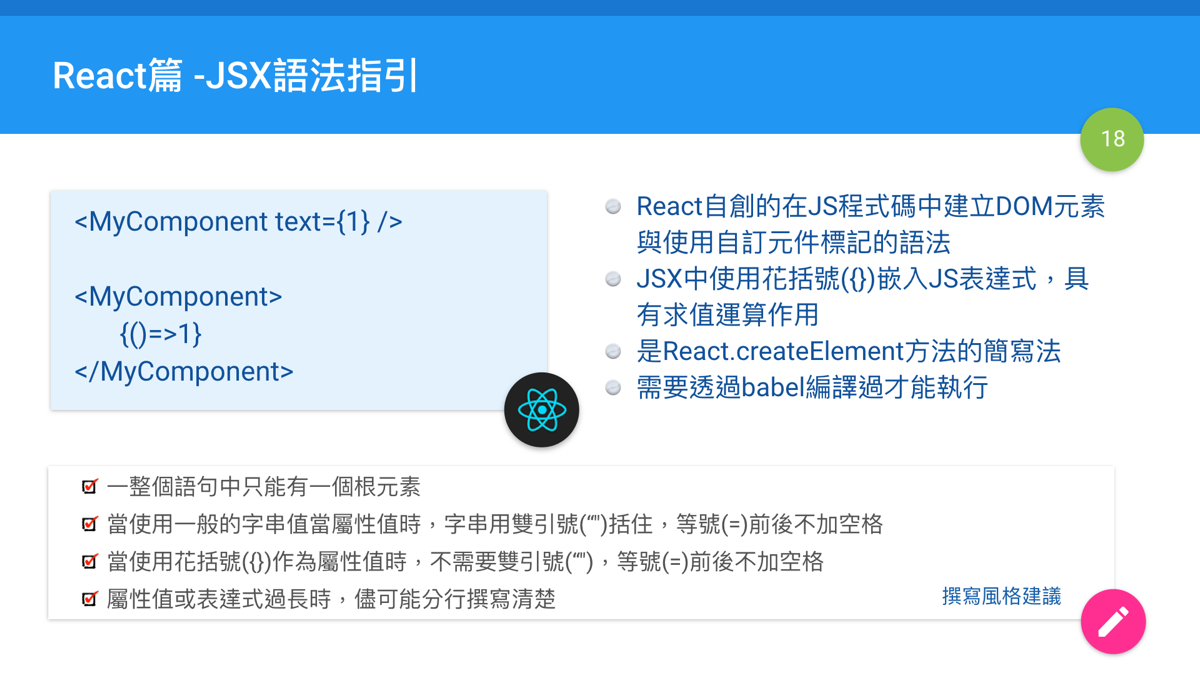 React篇 -JSX語法指引
18
<MyComponent text={1} />
<MyComponent>
{()=>1}
</MyComponent>
React自創的在JS程式碼中建立DOM元素
與使用自訂元件標記的語法
JSX中使用花括號({})嵌入JS表達式，具
有求值運算作用
是React.createElement方法的簡寫法
需要透過babel編譯過才能執行
一整個語句中只能有一個根元素
當使用一般的字串值當屬性值時，字串用雙引號(“")括住，等號(=)前後不加空格
當使用花括號({})作為屬性值時，不需要雙引號(“")，等號(=)前後不加空格
屬性值或表達式過長時，儘可能分行撰寫清楚
撰寫風格建議